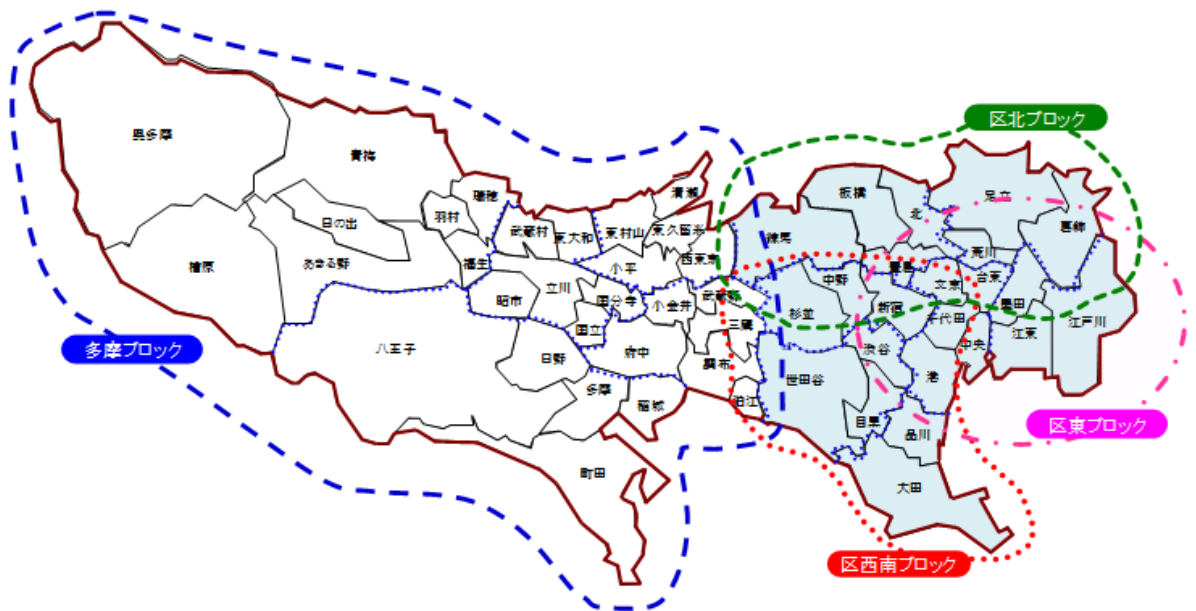 区北ブロック
奥多摩
青梅
清瀬
板橋
足立
瑞穂
羽村
北
葛飾
日の出
武蔵村
東大和
東村山
東久留米
練馬
西東京
荒川
檜原
あきる野
福生
小平
中野
豊島
文京
台東
昭市
立川
国分寺
小金井
武蔵野
杉並
新宿
墨田
千代田
江戸川
三鷹
国立
江東
八王子
多摩ブロック
日野
府中
調布
渋谷
中央
世田谷
港
多摩
稲城
狛江
目黒
品川
区東ブロック
町田
大田
区西南ブロック